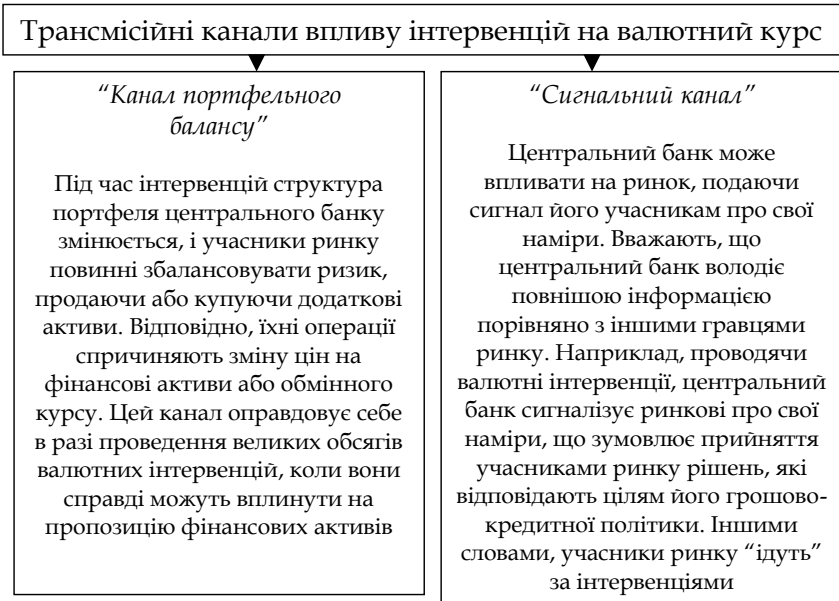 Трансмісійні канали впливу інтервенцій на валютний курс
“Канал портфельного
балансу”
Під час інтервенцій структура
портфеля центрального банку
змінюється, і учасники ринку
повинні збалансовувати ризик,
продаючи або купуючи додаткові
активи. Відповідно, їхні операції
спричиняють зміну цін на
фінансові активи або обмінного
курсу. Цей канал оправдовує себе
в разі проведення великих обсягів
валютних інтервенцій, коли вони
справді можуть вплинути на
пропозицію фінансових активів
“Сигнальний канал”
Центральний банк може
впливати на ринок, подаючи
сигнал його учасникам про свої
наміри. Вважають, що
центральний банк володіє
повнішою інформацією
порівняно з іншими гравцями
ринку. Наприклад, проводячи
валютні інтервенції, центральний
банк сигналізує ринкові про свої
наміри, що зумовлює прийняття
учасниками ринку рішень, які
відповідають цілям його грошово-
кредитної політики. Іншими
словами, учасники ринку “ідуть”
за інтервенціями